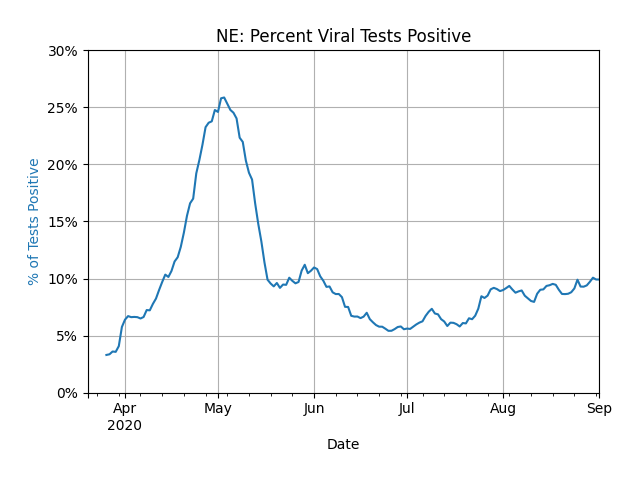 NE: Percent Viral Tests Positive
30%
25%
20%
15%
10%
5%
0%
% of Tests Positive
Apr May Jun Jul Aug Sep
2020
Date